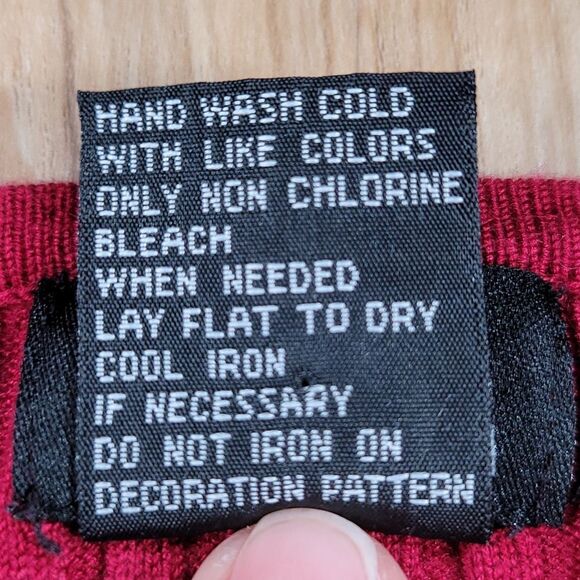 HAND WASH COLD
WITH LIKE COLORS
ONLY NON CHLORINE
BLEACH
WHEN NEEDED
LAY FLAT TO DRY
COOL IRON
IF NECESSARY
DO NOT IRON ON
DECORATION PATTERN